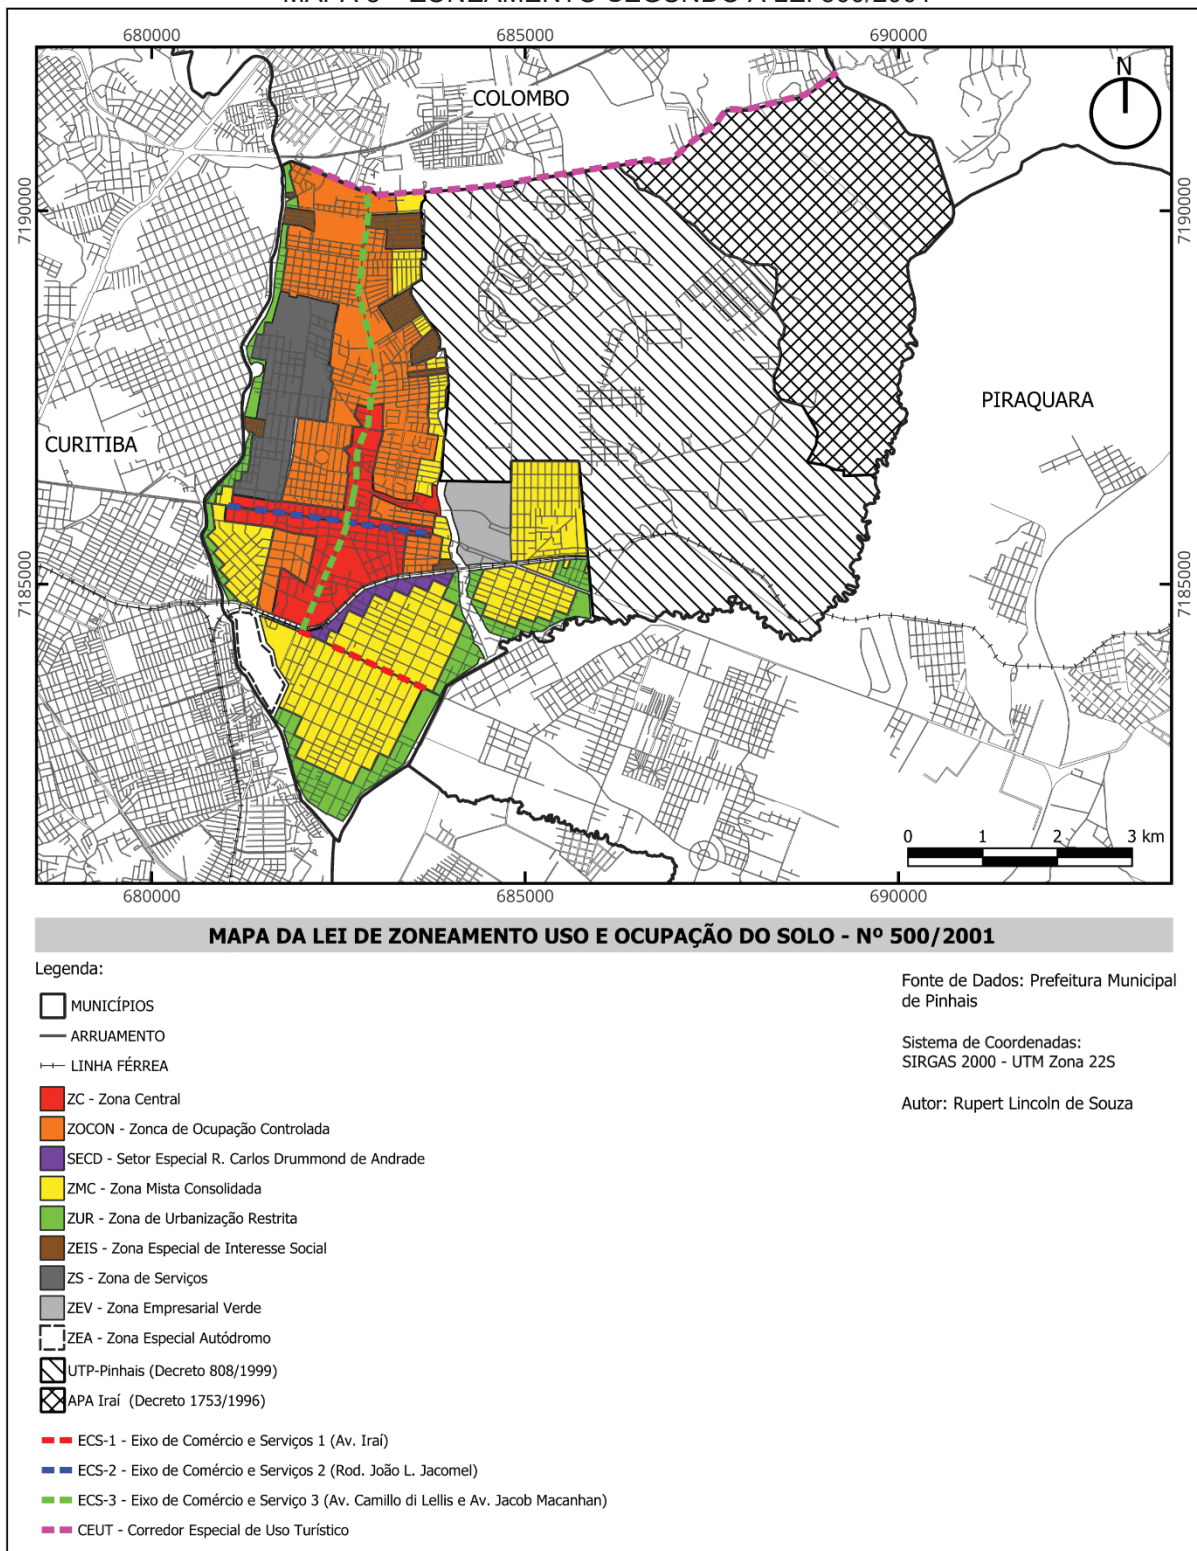 680000
685000
690000
COLOMBO
N
7190000
7190000
PIRAQUARA
CURITIBA
7185000
7185000
0 1 2 3 km
680000
685000
690000
MAPA DA LEI DE ZONEAMENTO USO E OCUPAÇÃO DO SOLO - Nº 500/2001
Legenda:
MUNICÍPIOS
ARRUAMENTO
LINHA FÉRREA
ZC - Zona Central
ZOCON - Zonca de Ocupação Controlada
SECD - Setor Especial R. Carlos Drummond de Andrade
ZMC - Zona Mista Consolidada
ZUR - Zona de Urbanização Restrita
ZEIS - Zona Especial de Interesse Social
ZS - Zona de Serviços
ZEV - Zona Empresarial Verde
ZEA - Zona Especial Autódromo
UTP-Pinhais (Decreto 808/1999)
APA Iraí (Decreto 1753/1996)
ECS-1 - Eixo de Comércio e Serviços 1 (Av. Iraí)
ECS-2 - Eixo de Comércio e Serviços 2 (Rod. João L. Jacomel)
ECS-3 - Eixo de Comércio e Serviço 3 (Av. Camillo di Lellis e Av. Jacob Macanhan)
CEUT - Corredor Especial de Uso Turístico
Fonte de Dados: Prefeitura Municipal
de Pinhais
Sistema de Coordenadas:
SIRGAS 2000 - UTM Zona 22S
Autor: Rupert Lincoln de Souza